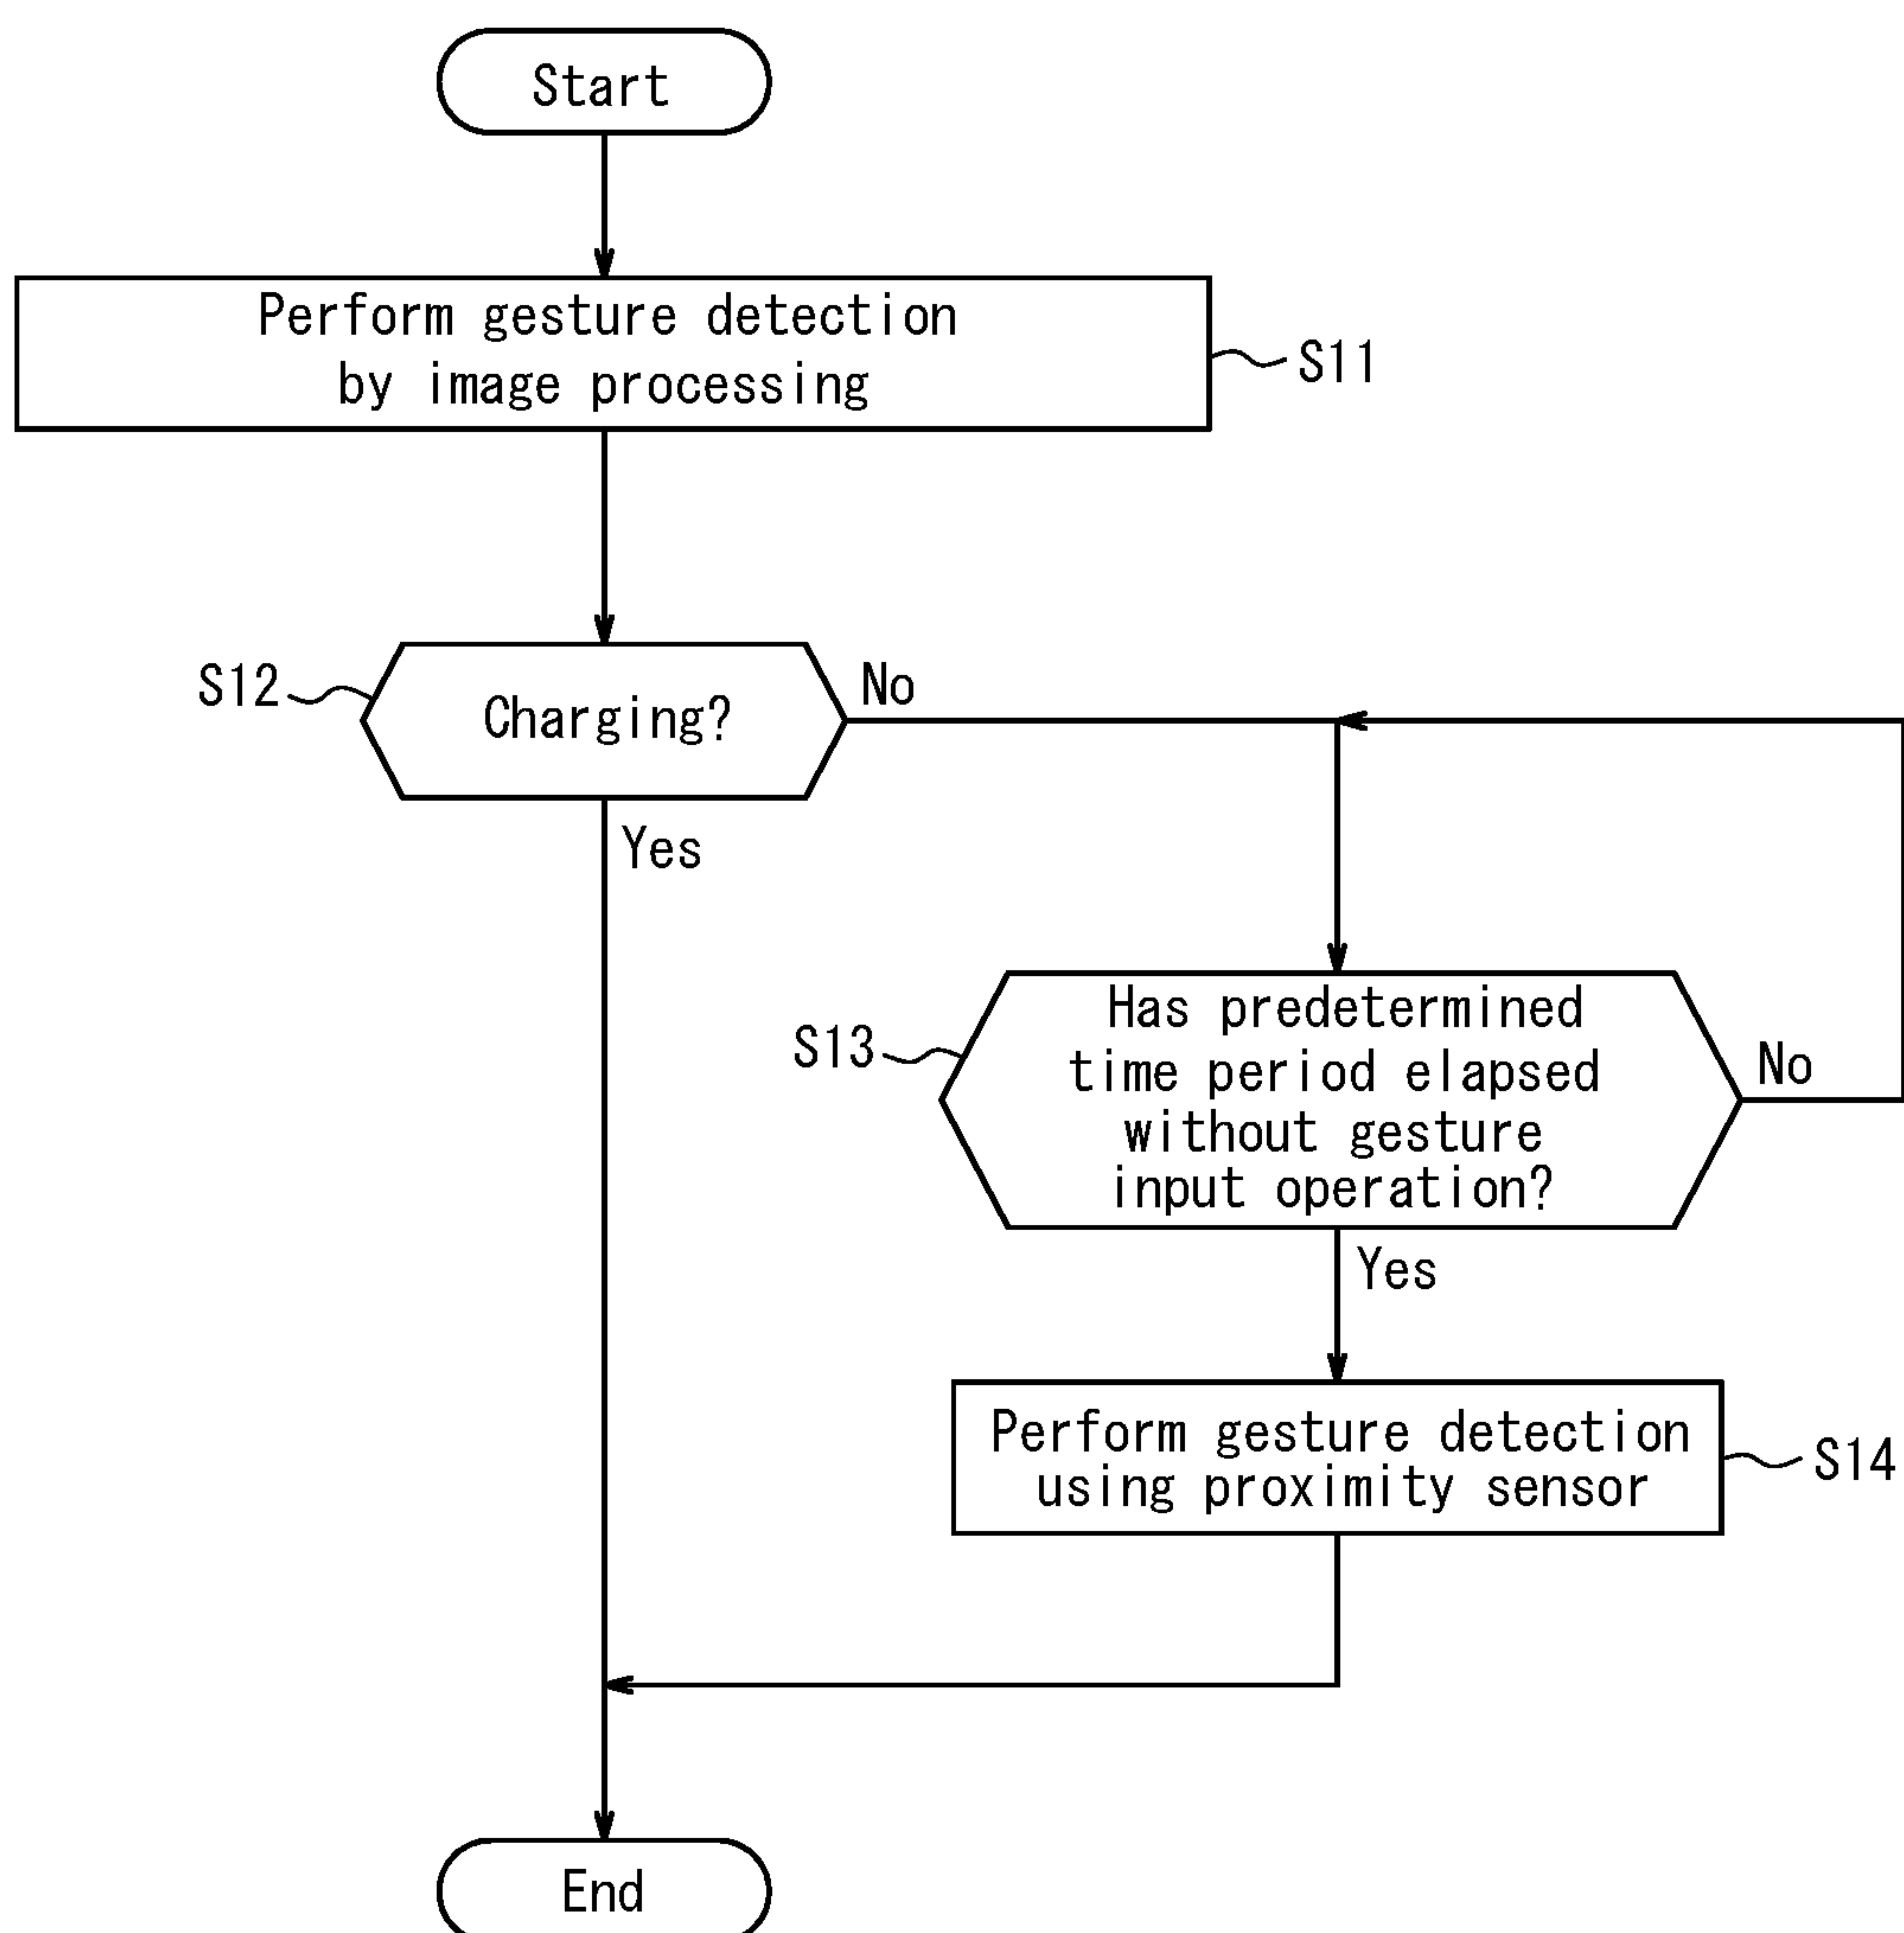 Start
Perform gesture detection
by image processing
S11
S12
Charging?
No
Yes
S13
Has predetermined
time period elapsed
without gesture
input operation?
No
Yes
Perform gesture detection
using proximity sensor
S14
End